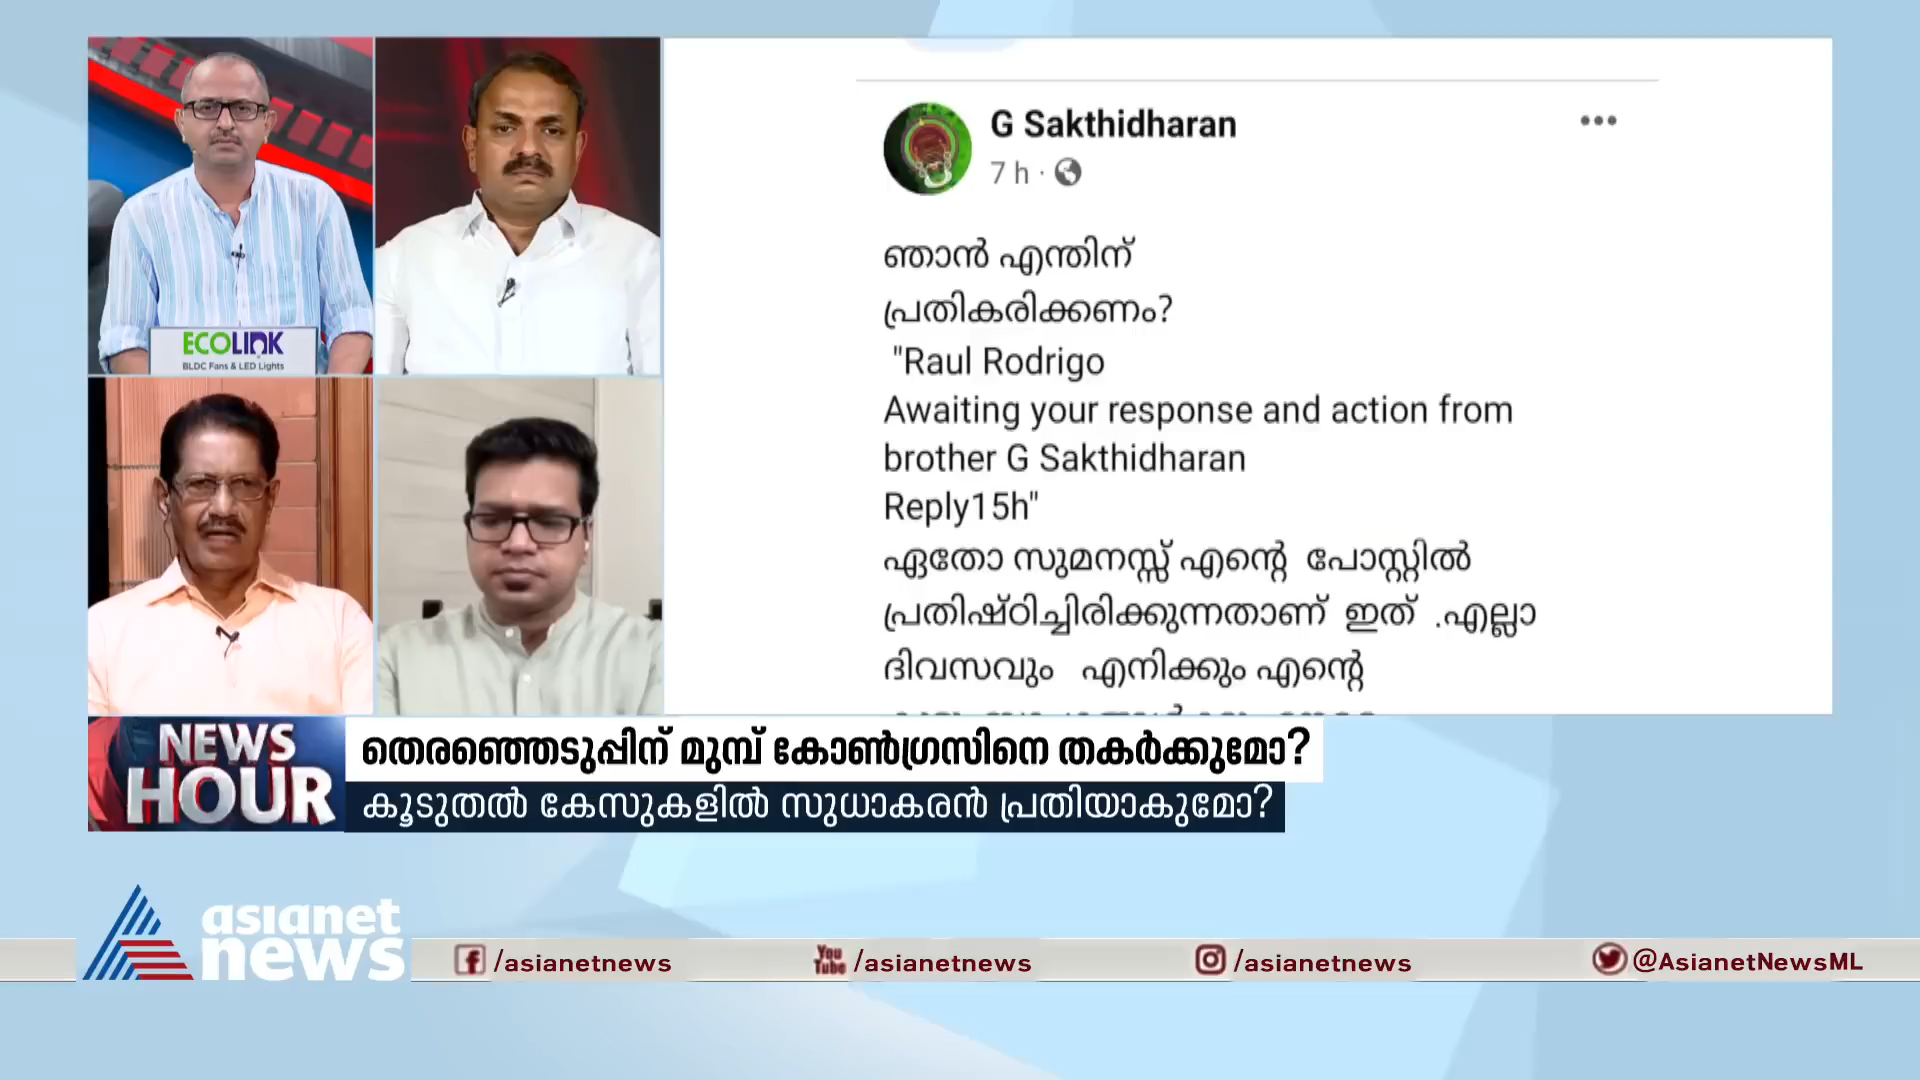 G Sakthidharan
7 h ·
ഞാൻ എന്തിന്
പ്രതികരിക്കണം?
"Raul Rodrigo
Awaiting your response and action from
brother G Sakthidharan
Reply15h"
ഏതോ സുമനസ്സ് എന്റെ പോസ്റ്റിൽ
പ്രതിഷ്ഠിച്ചിരിക്കുന്നതാണ് ഇത് .എല്ലാ
ദിവസവും എനിക്കും എന്റെ
ECOLINK
BLDC Fans & LED Lights
NEWS
HOUR
തെരഞ്ഞെടുപ്പിന് മുമ്പ് കോൺഗ്രസിനെ തകർക്കുമോ?
കൂടുതൽ കേസുകളിൽ സുധാകരൻ പ്രതിയാകുമോ?
asianet
news
/asianetnews
You
Tube
/asianetnews
/asianetnews
@AsianetNewsML